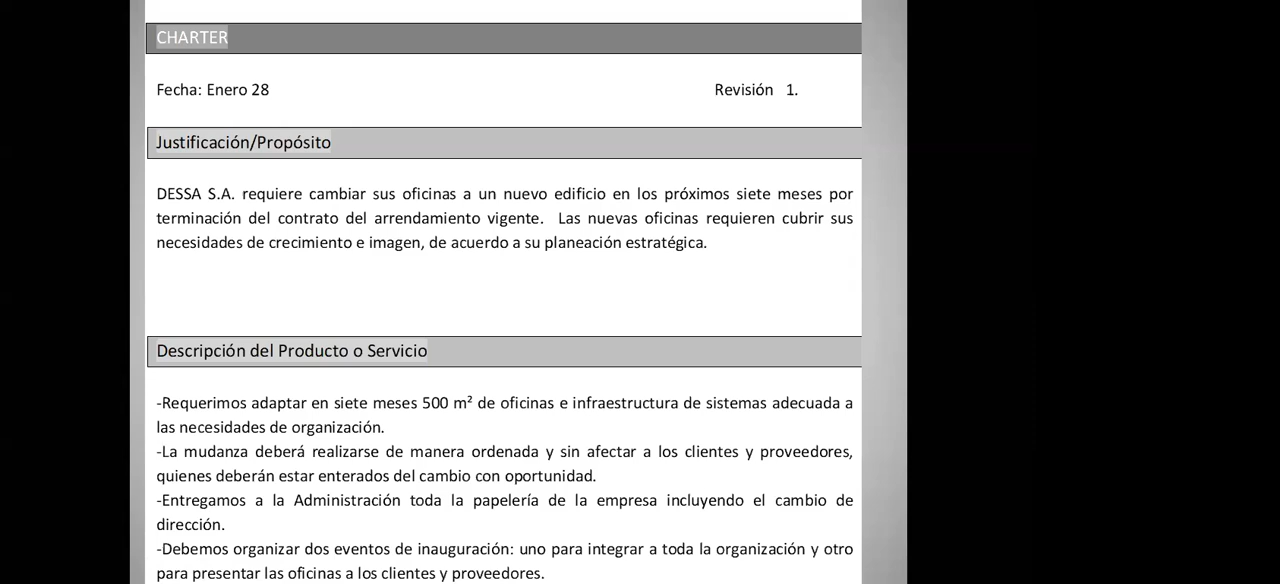 CHARTER
Fecha: Enero 28 Revisión 1.
Justificación/Propósito
DESSA S.A. requiere cambiar sus oficinas a un nuevo edificio en los próximos siete meses por
terminación del contrato del arrendamiento vigente. Las nuevas oficinas requieren cubrir sus
necesidades de crecimiento e imagen, de acuerdo a su planeación estratégica.
Descripción del Producto o Servicio
-Requerimos adaptar en siete meses 500 m² de oficinas e infraestructura de sistemas adecuada a
las necesidades de organización.
-La mudanza deberá realizarse de manera ordenada y sin afectar a los clientes y proveedores,
quienes deberán estar enterados del cambio con oportunidad.
-Entregamos a la Administración toda la papelería de la empresa incluyendo el cambio de
dirección.
-Debemos organizar dos eventos de inauguración: uno para integrar a toda la organización y otro
para presentar las oficinas a los clientes y proveedores.